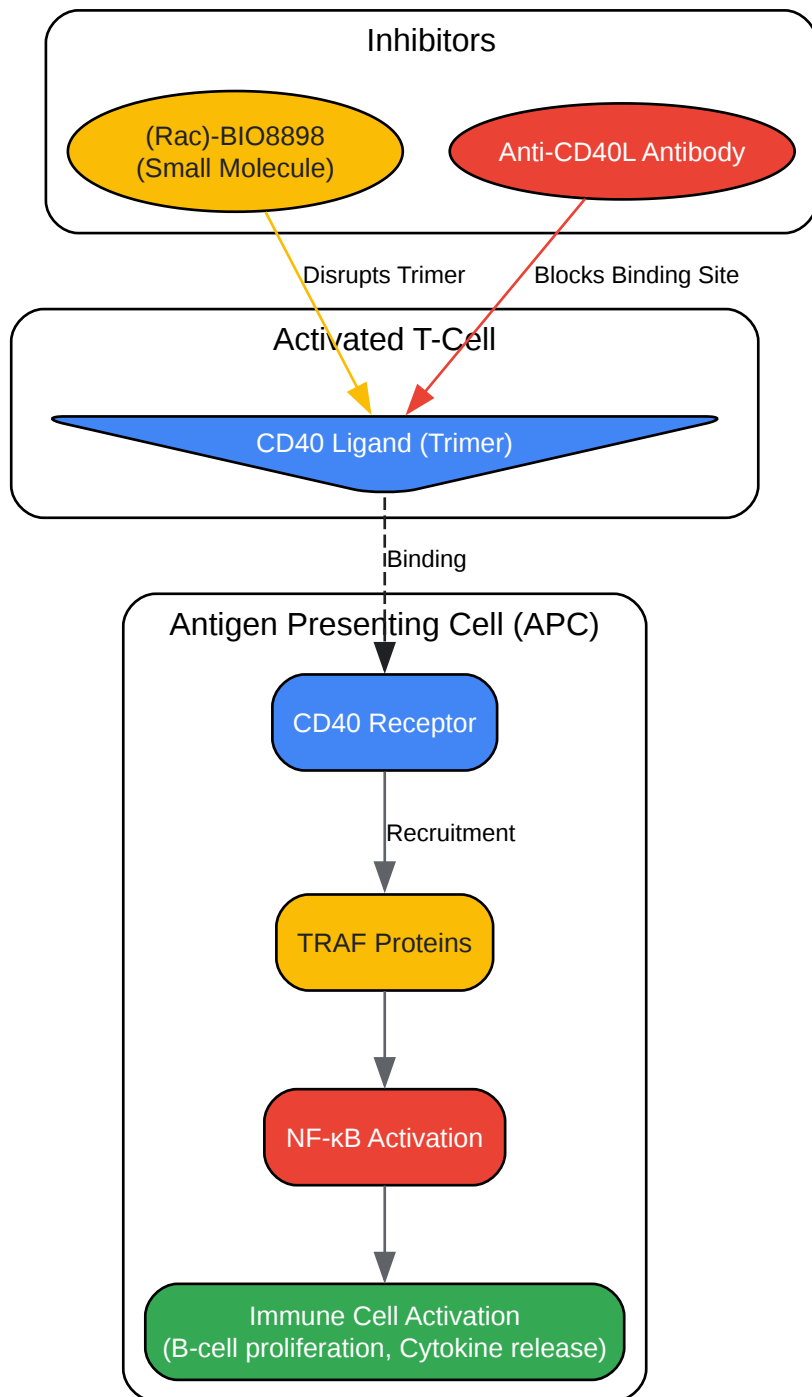 Inhibitors
(Rac)-BIO8898
(Small Molecule)
Anti-CD40L Antibody
Disrupts Trimer
Blocks Binding Site
Activated T-Cell
CD40 Ligand (Trimer)
Binding
Antigen Presenting Cell (APC)
CD40 Receptor
Recruitment
TRAF Proteins
NF-κB Activation
Immune Cell Activation
(B-cell proliferation, Cytokine release)